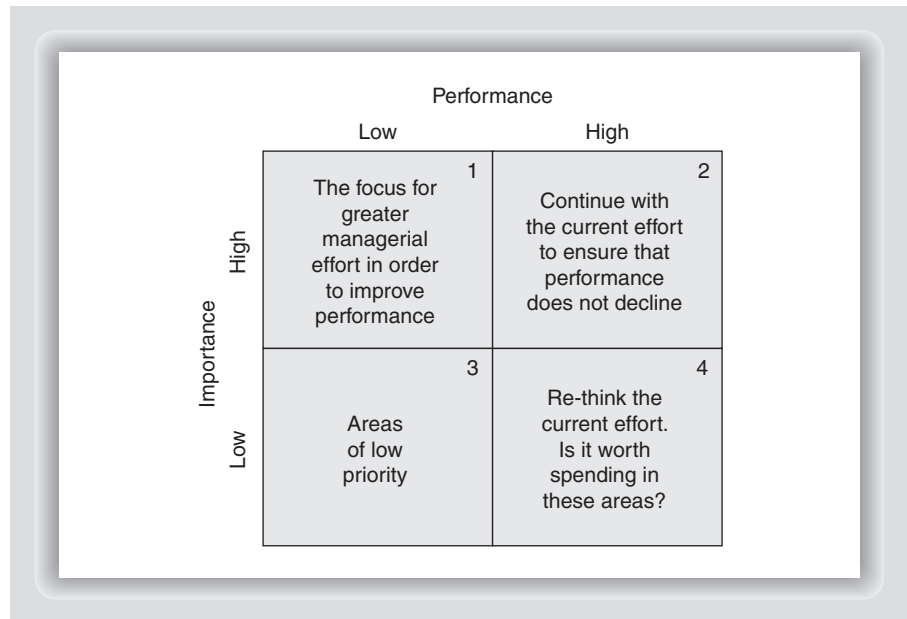 Performance
Low
High
Importance
High
1
The focus for
greater
managerial
effort in order
to improve
performance
2
Continue with
the current effort
to ensure that
performance
does not decline
Low
3
Areas
of low
priority
4
Re-think the
current effort.
Is it worth
spending in
these areas?